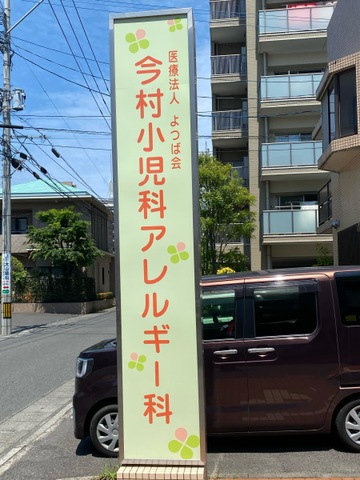 医療法人 よつば会
今村小児科アレルギー科